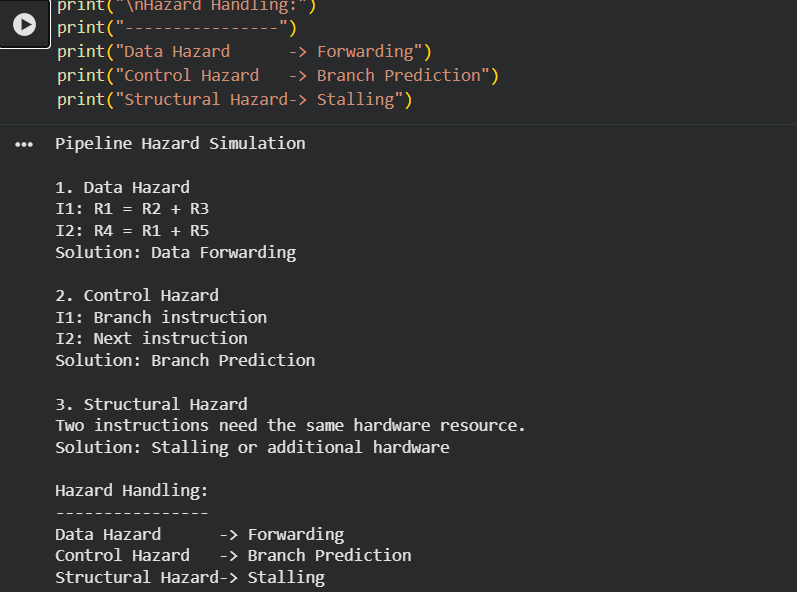 print("\nHazard Handling:")
print("----------------")
print("Data Hazard      -> Forwarding")
print("Control Hazard   -> Branch Prediction")
print("Structural Hazard-> Stalling")
Pipeline Hazard Simulation
1. Data Hazard
I1: R1 = R2 + R3
I2: R4 = R1 + R5
Solution: Data Forwarding
2. Control Hazard
I1: Branch instruction
I2: Next instruction
Solution: Branch Prediction
3. Structural Hazard
Two instructions need the same hardware resource.
Solution: Stalling or additional hardware
Hazard Handling:
----------------
Data Hazard      -> Forwarding
Control Hazard   -> Branch Prediction
Structural Hazard-> Stalling